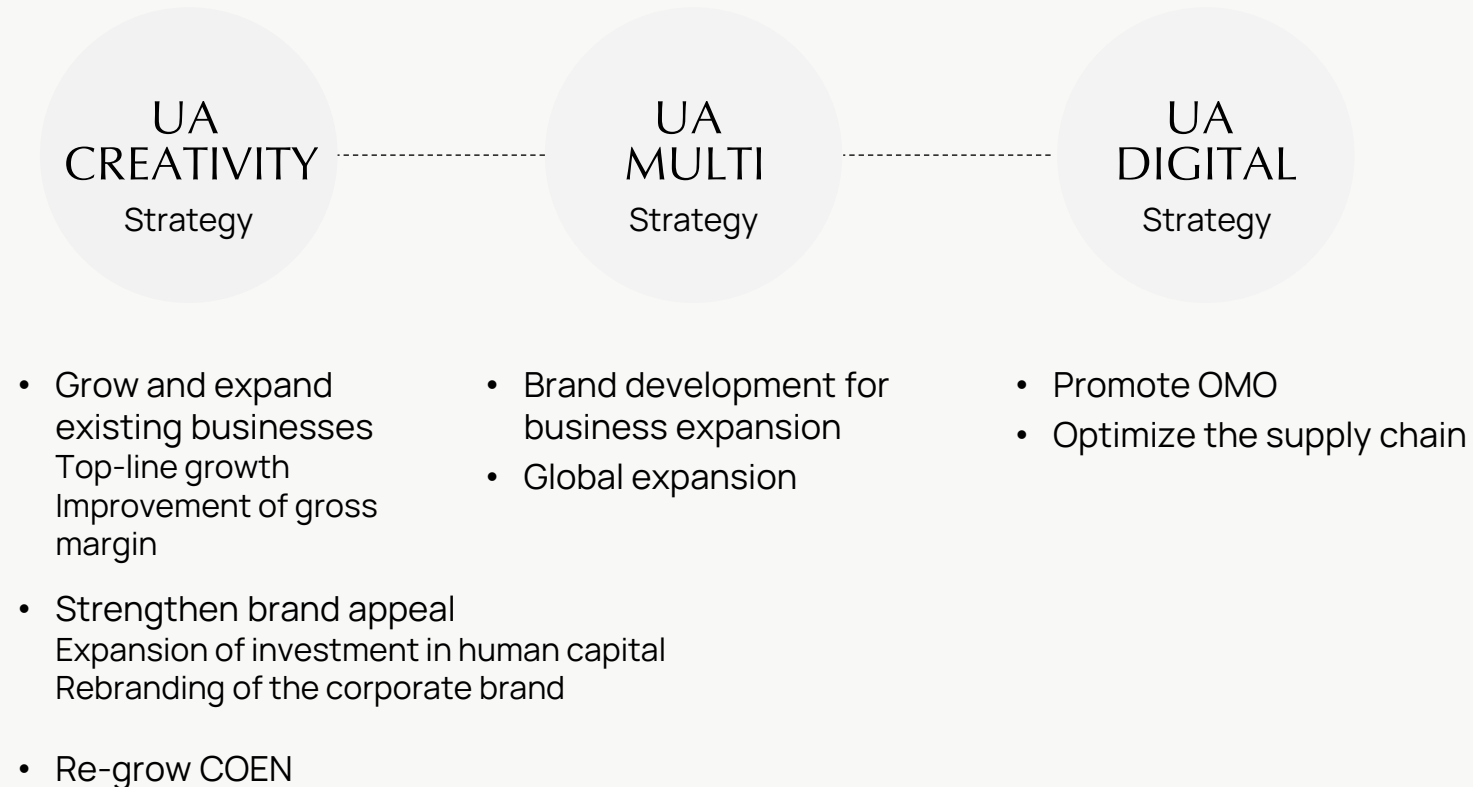 UA
CREATIVITY
Strategy
UA
MULTI
Strategy
UA
DIGITAL
Strategy
• Grow and expand
existing businesses
Top-line growth
Improvement of gross
margin
• Strengthen brand appeal
Expansion of investment in human capital
Rebranding of the corporate brand
• Re-grow COEN
• Brand development for
business expansion
• Global expansion
• Promote OMO
• Optimize the supply chain